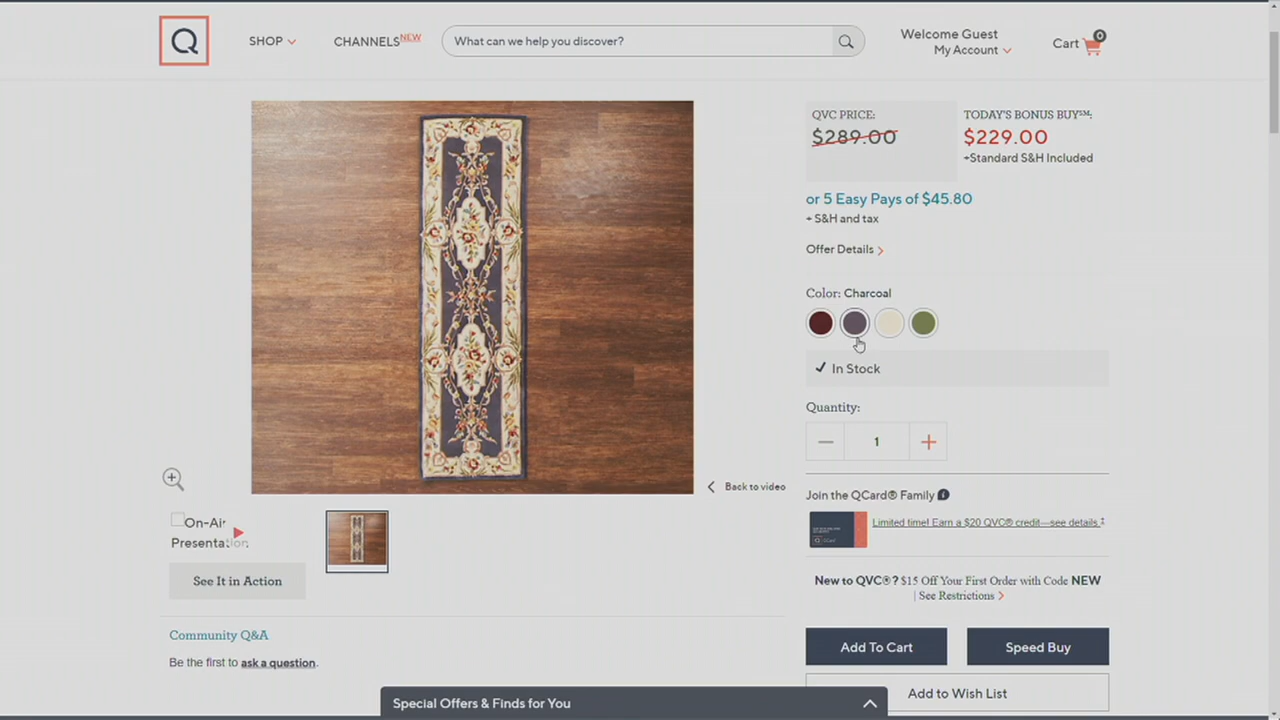 Q
SHOP
CHANNELS NEW
What can we help you discover?
Welcome Guest
My Account
Cart 0
QVC PRICE:
$289.00
TODAY'S BONUS BUY℠:
$229.00
+Standard S&H Included
or 5 Easy Pays of $45.80
+ S&H and tax
Offer Details
Color: Charcoal
In Stock
Quantity:
1
Back to video
On-Air
Presentation.
See It in Action
Join the QCard® Family
Limited time! Earn a $20 QVC® credit—see details.‡
New to QVC®? $15 Off Your First Order with Code NEW
| See Restrictions
Community Q&A
Be the first to ask a question.
Add To Cart
Speed Buy
Add to Wish List
Special Offers & Finds for You